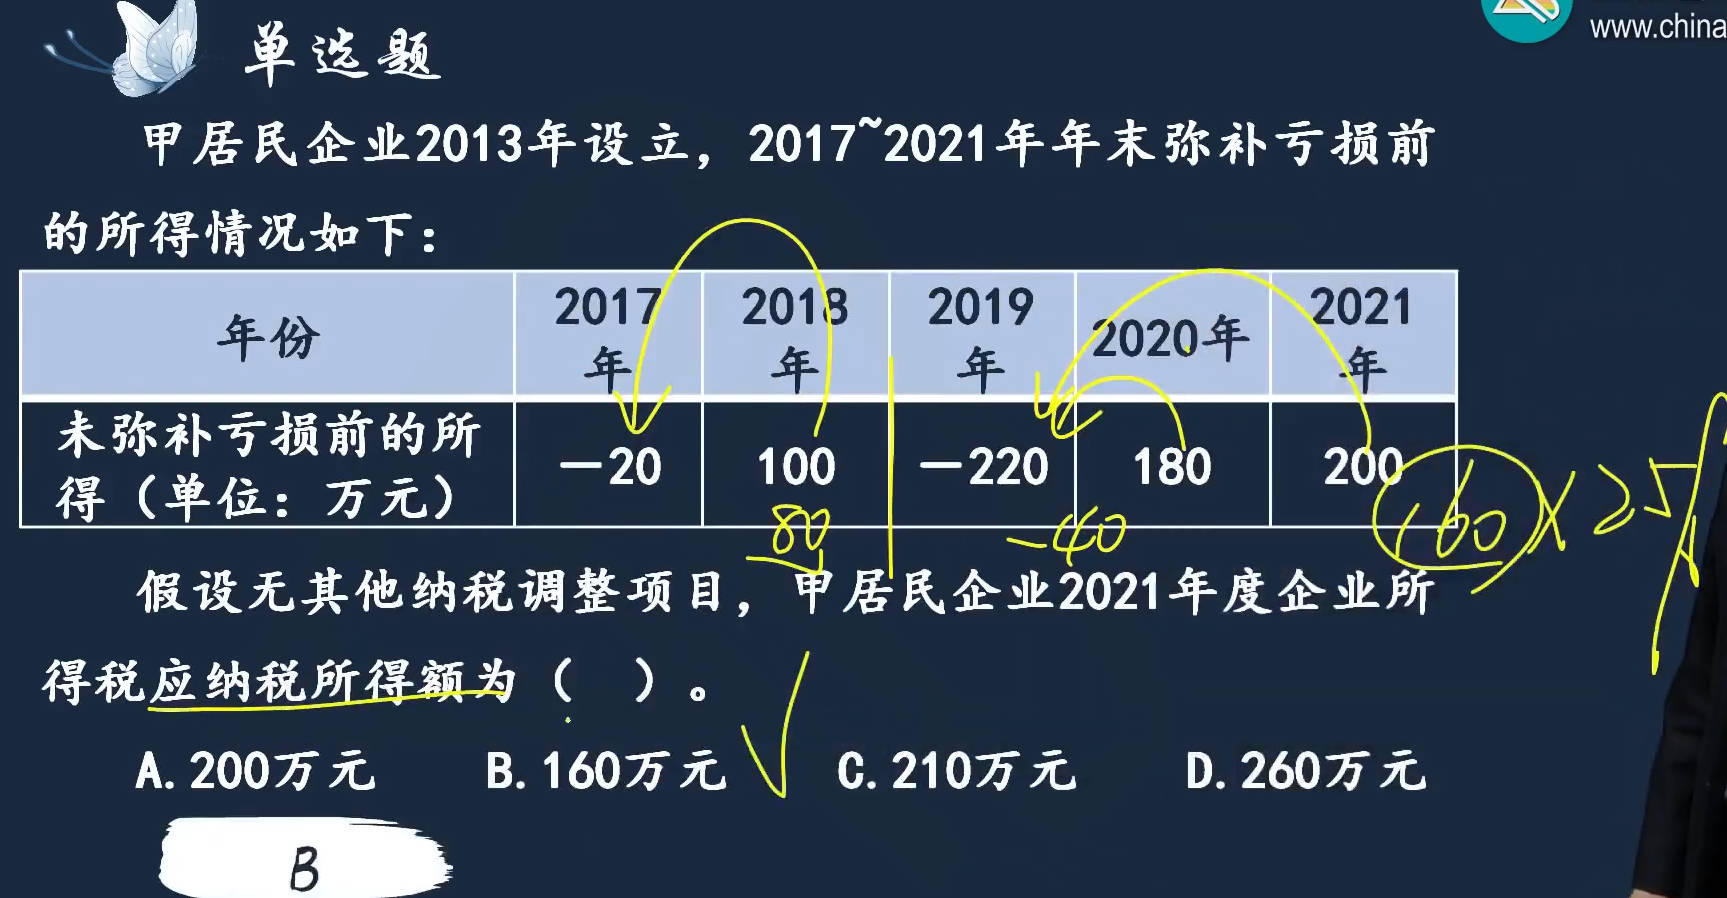 www.china
单选题
甲居民企业2013年设立，2017~2021年年末弥补亏损前
的所得情况如下：
年份 2017年 2018年 2019年 2020年 2021年
未弥补亏损前的所得（单位：万元） -20 100 -220 180 200
80 -40 160×25%
假设无其他纳税调整项目，甲居民企业2021年度企业所
得税应纳税所得额为（ ）。
A.200万元 B.160万元 C.210万元 D.260万元
B